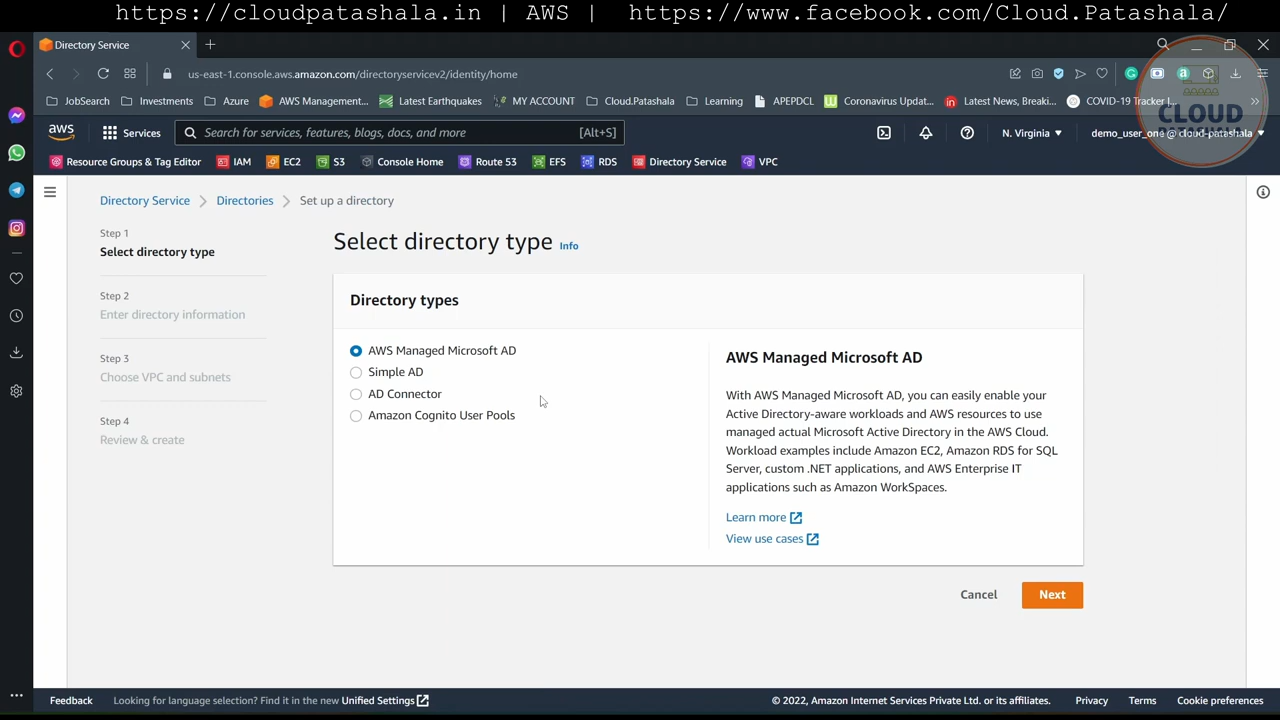 https://cloudpatashala.in | AWS | https://www.facebook.com/Cloud.Patashala/
Directory Service
us-east-1.console.aws.amazon.com/directoryservicev2/identity/home
JobSearch Investments Azure AWS Management... Latest Earthquakes MY ACCOUNT Cloud.Patashala Learning APEPDCL Coronavirus Updat... Latest News, Breaki... COVID-19 Tracker |
aws Services Search for services, features, blogs, docs, and more [Alt+S] N. Virginia demo_user_one @ cloud-patashala
CLOUD
PATASHALA
Resource Groups & Tag Editor IAM EC2 S3 Console Home Route 53 EFS RDS Directory Service VPC
Directory Service Directories Set up a directory
Step 1
Select directory type
Step 2
Enter directory information
Step 3
Choose VPC and subnets
Step 4
Review & create
Select directory type Info
Directory types
AWS Managed Microsoft AD
Simple AD
AD Connector
Amazon Cognito User Pools
AWS Managed Microsoft AD
With AWS Managed Microsoft AD, you can easily enable your
Active Directory-aware workloads and AWS resources to use
managed actual Microsoft Active Directory in the AWS Cloud.
Workload examples include Amazon EC2, Amazon RDS for SQL
Server, custom .NET applications, and AWS Enterprise IT
applications such as Amazon WorkSpaces.
Learn more
View use cases
Cancel Next
Feedback Looking for language selection? Find it in the new Unified Settings © 2022, Amazon Internet Services Private Ltd. or its affiliates. Privacy Terms Cookie preferences